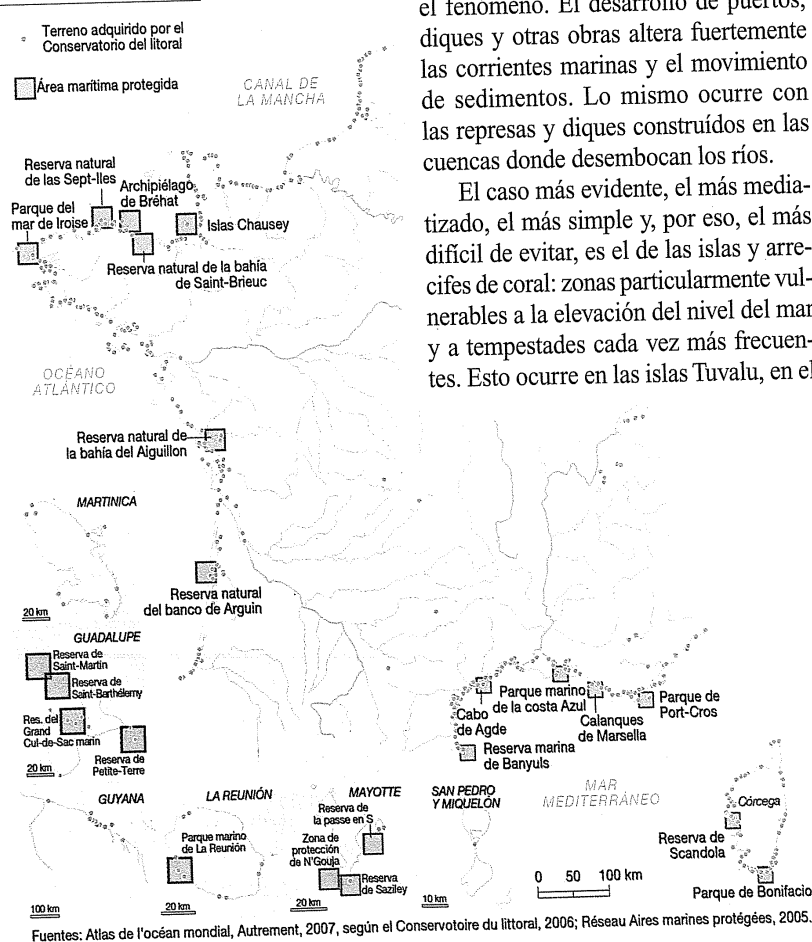 el fenómeno. El desarrollo de puertos,
diques y otras obras altera fuertemente
las corrientes marinas y el movimiento
de sedimentos. Lo mismo ocurre con
las represas y diques construídos en las
cuencas donde desembocan los ríos.
El caso más evidente, el más media-
tizado, el más simple y, por eso, el más
difícil de evitar, es el de las islas y arre-
cifes de coral: zonas particularmente vul-
nerables a la elevación del nivel del mar
y a tempestades cada vez más frecuen-
tes. Esto ocurre en las islas Tuvalu, en el
Terreno adquirido por el
Conservatorio del litoral
Área marítima protegida
CANAL DE
LA MANCHA
Reserva natural
de las Sept-Iles
Archipiélago
de Bréhat
Parque del
mar de Iroise
Islas Chausey
Reserva natural de la bahía
de Saint-Brieuc
OCÉANO
ATLÁNTICO
Reserva natural de
la bahía del Aiguillon
MARTINICA
20 km
Reserva natural
del banco de Arguin
GUADALUPE
Reserva de
Saint-Martin
Reserva de
Saint-Barthélemy
Res. del
Grand
Cul-de-Sac marin
Reserva de
Petite-Terre
20 km
Cabo
de Agde
Parque marino
de la costa Azul
Calanques
de Marsella
Parque de
Port-Cros
Reserva marina
de Banyuls
GUYANA
100 km
LA REUNIÓN
Parque marino
de La Reunión
20 km
MAYOTTE
Reserva de
la passe en S
Zona de
protección
de N'Gouja
Reserva
de Saziley
20 km
SAN PEDRO
Y MIQUELÓN
10 km
MAR
MEDITERRÁNEO
0 50 100 km
Córcega
Reserva de
Scandola
Parque de Bonifacio
Fuentes: Atlas de l'océan mondial, Autrement, 2007, según el Conservatoire du littoral, 2006; Réseau Aires marines protégées, 2005.